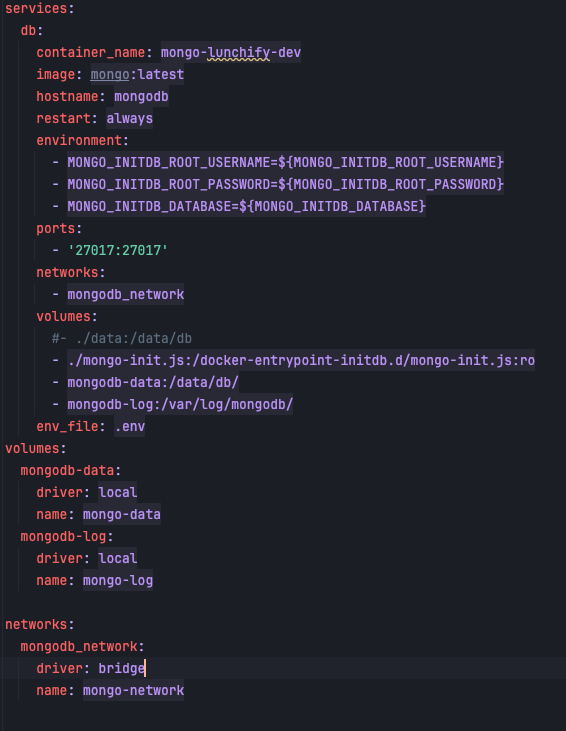 services:
  db:
    container_name: mongo-lunchify-dev
    image: mongo:latest
    hostname: mongodb
    restart: always
    environment:
      - MONGO_INITDB_ROOT_USERNAME=${MONGO_INITDB_ROOT_USERNAME}
      - MONGO_INITDB_ROOT_PASSWORD=${MONGO_INITDB_ROOT_PASSWORD}
      - MONGO_INITDB_DATABASE=${MONGO_INITDB_DATABASE}
    ports:
      - '27017:27017'
    networks:
      - mongodb_network
    volumes:
      #- ./data:/data/db
      - ./mongo-init.js:/docker-entrypoint-initdb.d/mongo-init.js:ro
      - mongodb-data:/data/db/
      - mongodb-log:/var/log/mongodb/
    env_file: .env
volumes:
  mongodb-data:
    driver: local
    name: mongo-data
  mongodb-log:
    driver: local
    name: mongo-log

networks:
  mongodb_network:
    driver: bridge
    name: mongo-network